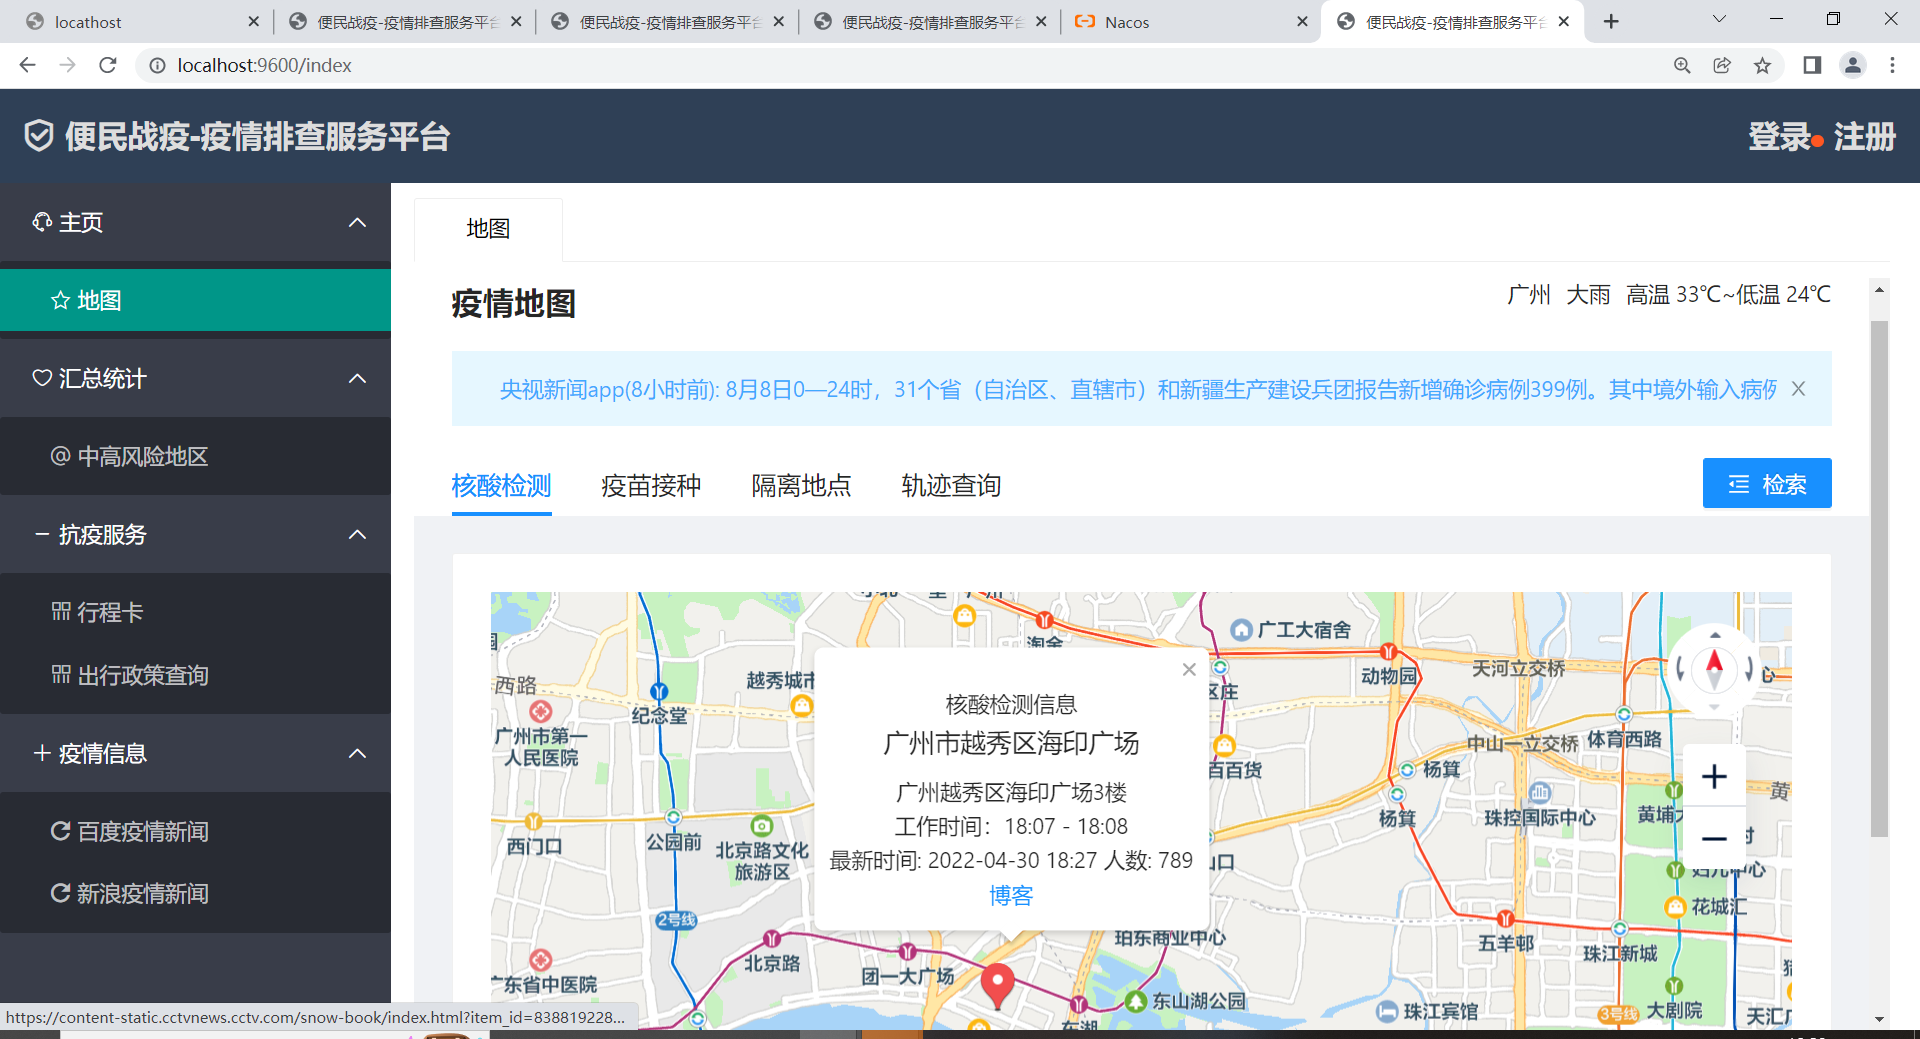 locathost
便民战疫-疫情排查服务平台
便民战疫-疫情排查服务平台
便民战疫-疫情排查服务平台
Nacos
便民战疫-疫情排查服务平台
localhost:9600/index
便民战疫-疫情排查服务平台
登录 注册
主页
地图
汇总统计
中高风险地区
抗疫服务
行程卡
出行政策查询
疫情信息
百度疫情新闻
新浪疫情新闻
地图
疫情地图
广州 大雨 高温 33℃~低温 24℃
央视新闻app(8小时前): 8月8日0—24时，31个省（自治区、直辖市）和新疆生产建设兵团报告新增确诊病例399例。其中境外输入病例
核酸检测 疫苗接种 隔离地点 轨迹查询
检索
广工大宿舍
淘金
动物园
天河立交桥
西路
越秀城市
区庄
纪念堂
广州市第一
人民医院
中山一立交桥
体育西路
百百货
杨箕
黄
珠控国际中心
黄埔大
杨箕
西门口
公园前
北京路文化
旅游区
山口
妇儿中心
花城汇
2号线
珀东商业中心
五羊邨
珠江新城
北京路
团一大广场
广东省中医院
东山湖公园
珠江宾馆
3号线
大剧院
天汇广
东湖
核酸检测信息
广州市越秀区海印广场
广州越秀区海印广场3楼
工作时间：18:07 - 18:08
最新时间: 2022-04-30 18:27 人数: 789
博客
https://content-static.cctvnews.cctv.com/snow-book/index.html?item_id=838819228...